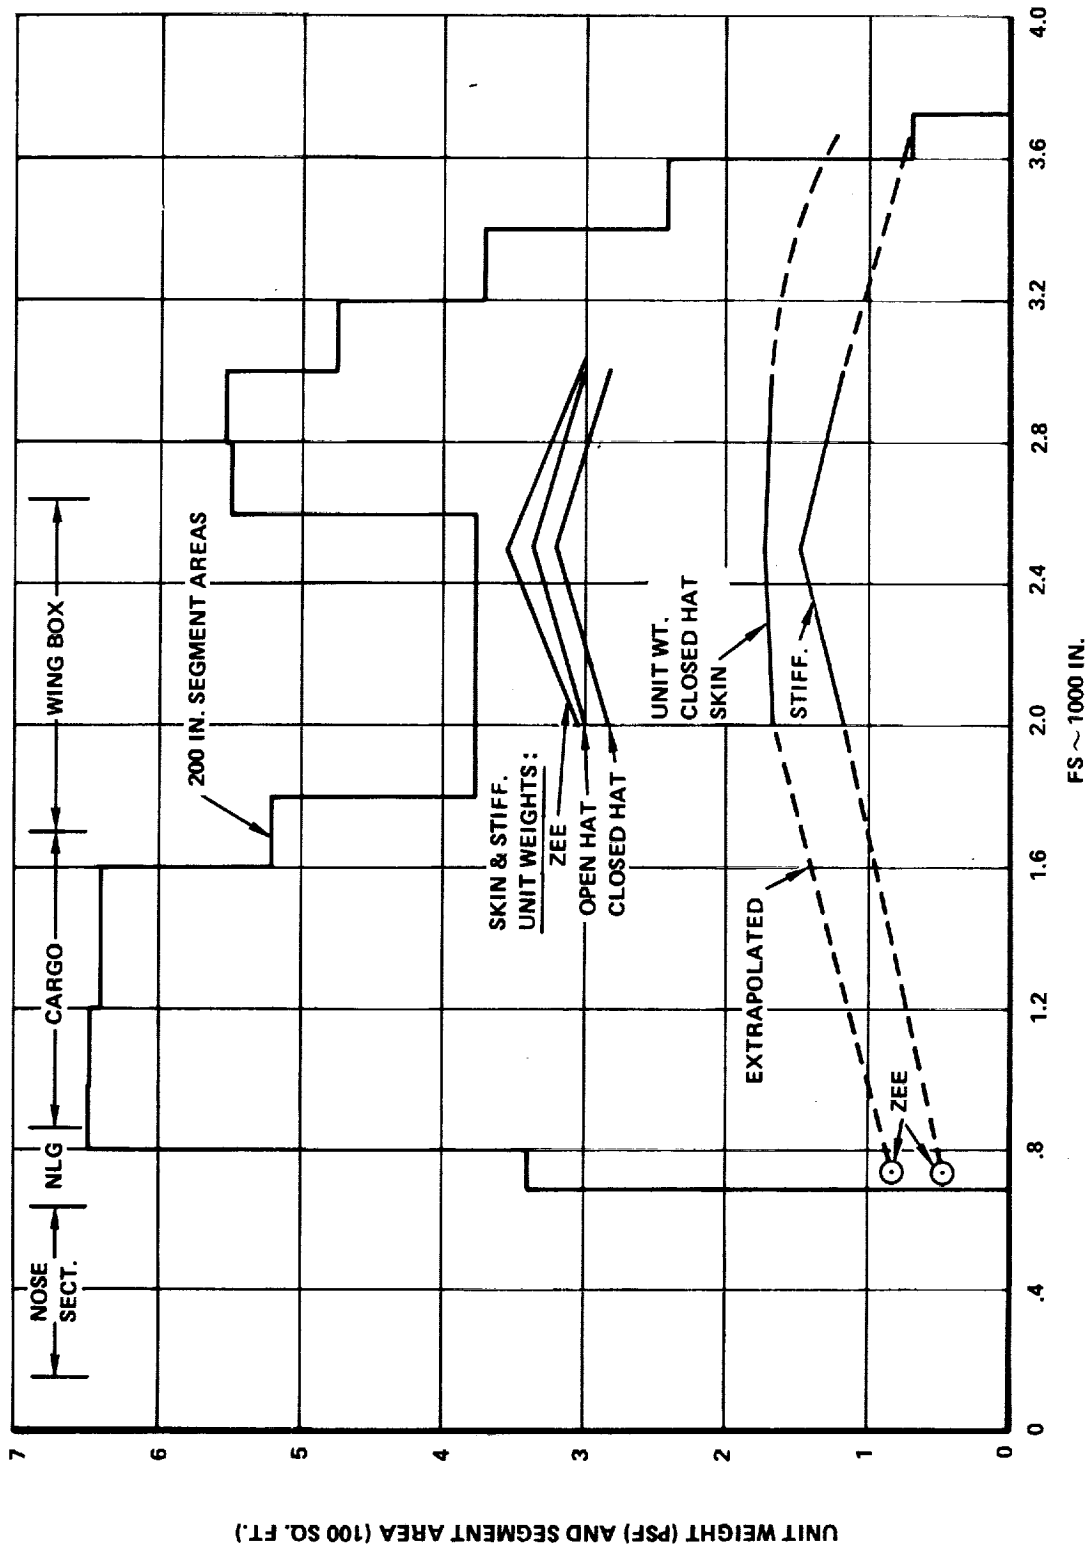 UNIT WEIGHT (PSF) AND SEGMENT AREA (100 SQ. FT.)
7
6
5
4
3
2
1
0
NOSE
SECT.
NLG
CARGO
WING BOX
200 IN. SEGMENT AREAS
SKIN & STIFF.
UNIT WEIGHTS :
ZEE
OPEN HAT
CLOSED HAT
UNIT WT.
CLOSED HAT
SKIN
STIFF.
EXTRAPOLATED
ZEE
0
.4
.8
1.2
1.6
2.0
2.4
2.8
3.2
3.6
4.0
FS ~ 1000 IN.